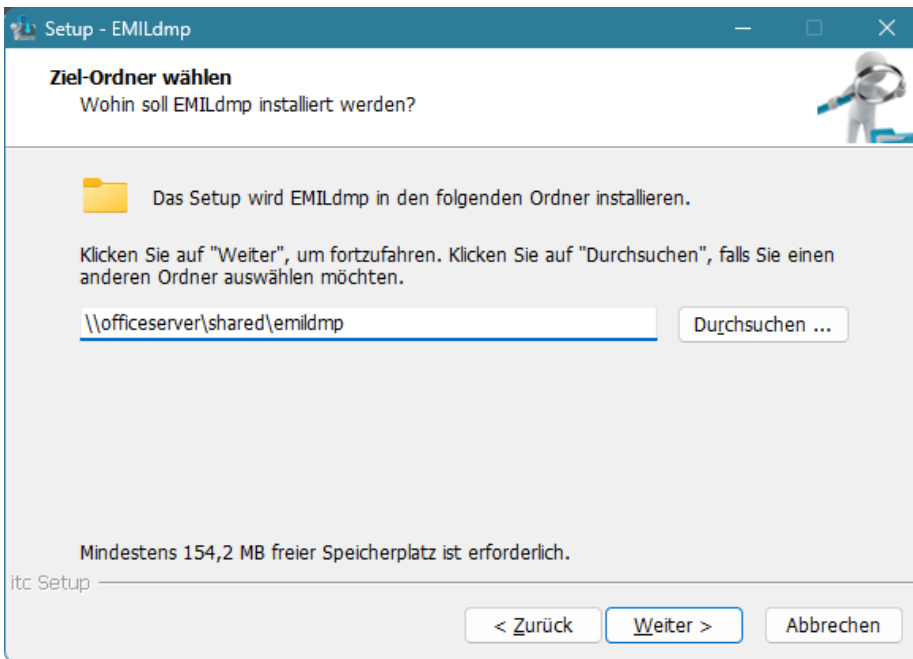 Setup - EMILdmp
Ziel-Ordner wählen
Wohin soll EMILdmp installiert werden?
Das Setup wird EMILdmp in den folgenden Ordner installieren.
Klicken Sie auf "Weiter", um fortzufahren. Klicken Sie auf "Durchsuchen", falls Sie einen
anderen Ordner auswählen möchten.
\\officeserver\shared\emildmp
Durchsuchen ...
Mindestens 154,2 MB freier Speicherplatz ist erforderlich.
itc Setup
< Zurück
Weiter >
Abbrechen